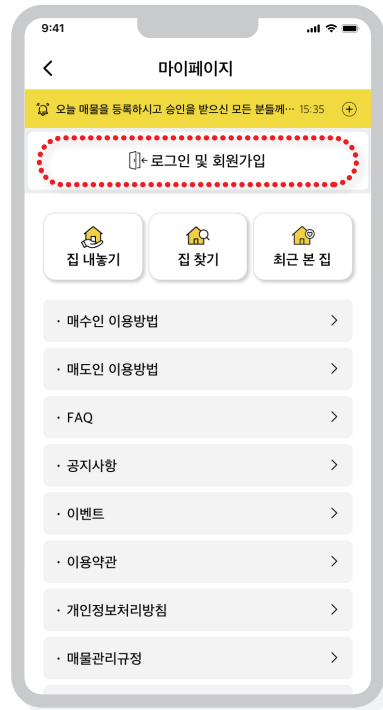 9:41
마이페이지
오늘 매물을 등록하시고 승인을 받으신 모든 분들께… 15:35
로그인 및 회원가입
집 내놓기
집 찾기
최근 본 집
· 매수인 이용방법
· 매도인 이용방법
· FAQ
· 공지사항
· 이벤트
· 이용약관
· 개인정보처리방침
· 매물관리규정